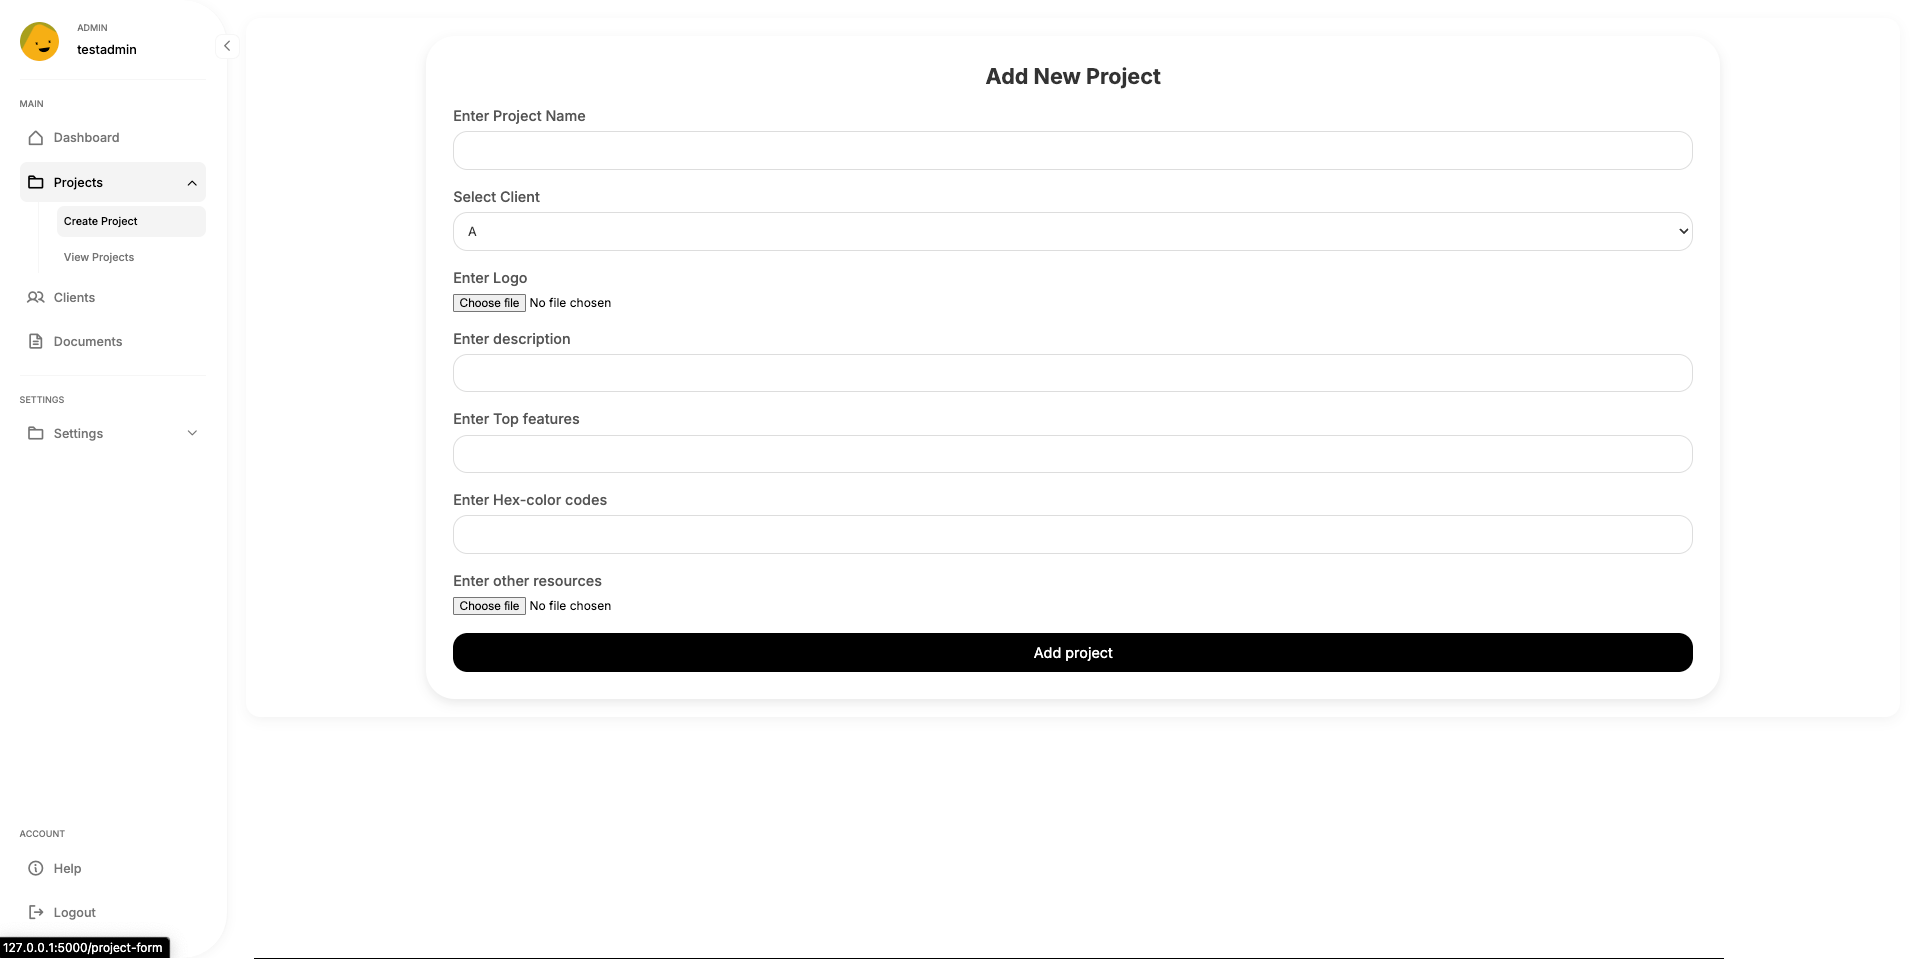 ADMIN
testadmin
MAIN
Dashboard
Projects
Create Project
View Projects
Clients
Documents
SETTINGS
Settings
ACCOUNT
Help
Logout
127.0.0.1:5000/project-form
Add New Project
Enter Project Name
Select Client
A
Enter Logo
Choose file No file chosen
Enter description
Enter Top features
Enter Hex-color codes
Enter other resources
Choose file No file chosen
Add project